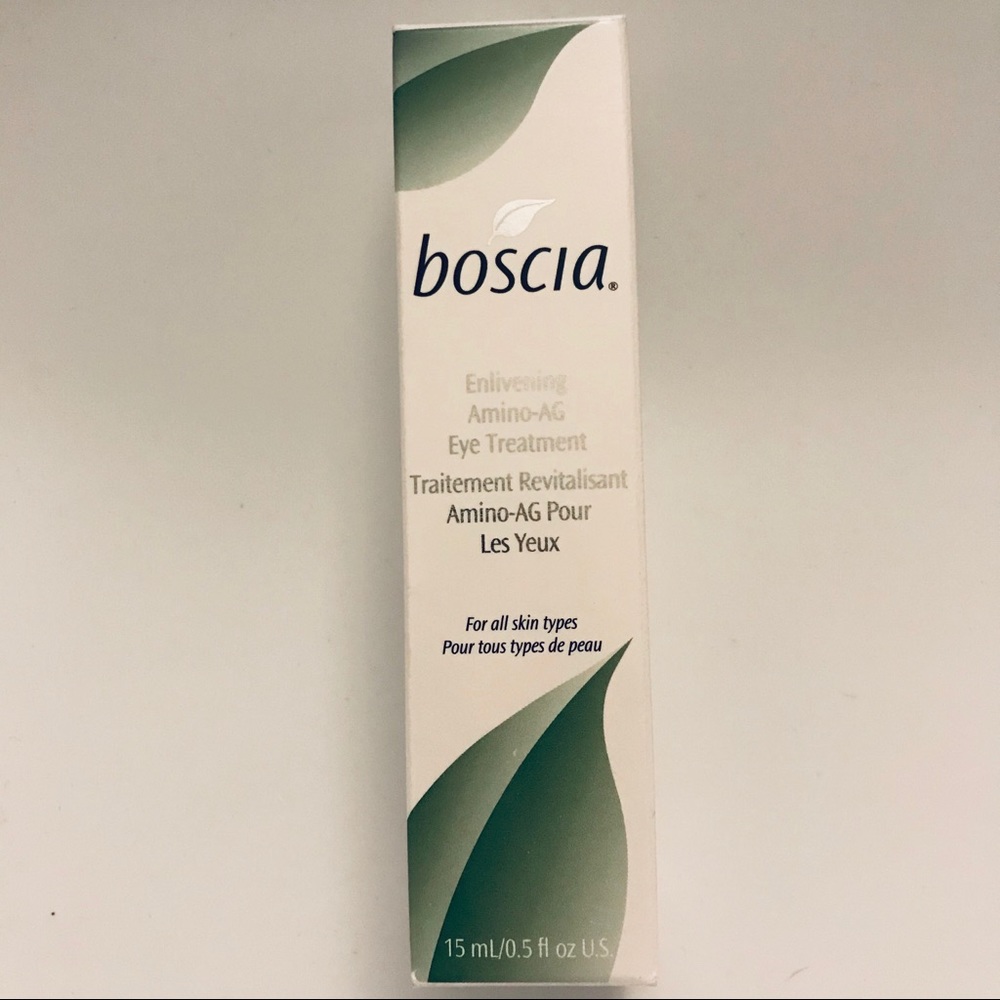 boscia®
Enlivening
Amino-AG
Eye Treatment
Traitement Revitalisant
Amino-AG Pour
Les Yeux
For all skin types
Pour tous types de peau
15 mL/0.5 fl oz U.S.